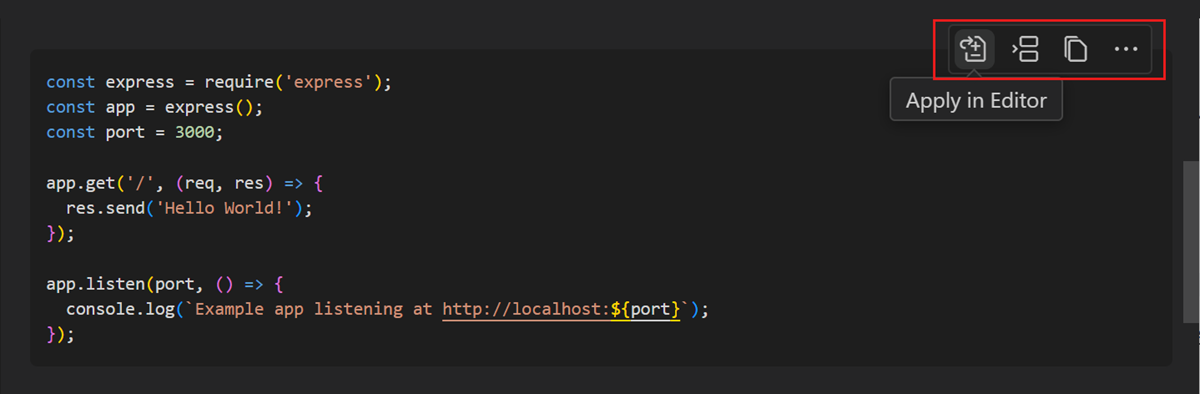 const express = require('express');
const app = express();
const port = 3000;
Apply in Editor
app.get('/', (req, res) => {
  res.send('Hello World!');
});
app.listen(port, () => {
  console.log(`Example app listening at http://localhost:${port}`);
});